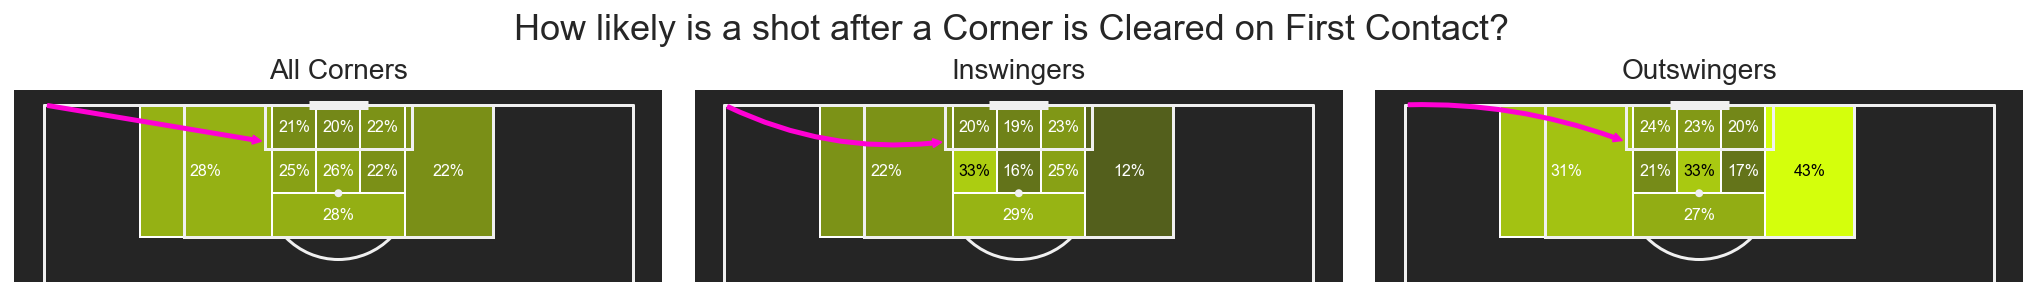 How likely is a shot after a Corner is Cleared on First Contact?
All Corners
21% 20% 22%
28% 25% 26% 22% 22%
28%
Inswingers
20% 19% 23%
22% 33% 16% 25% 12%
29%
Outswingers
24% 23% 20%
31% 21% 33% 17% 43%
27%